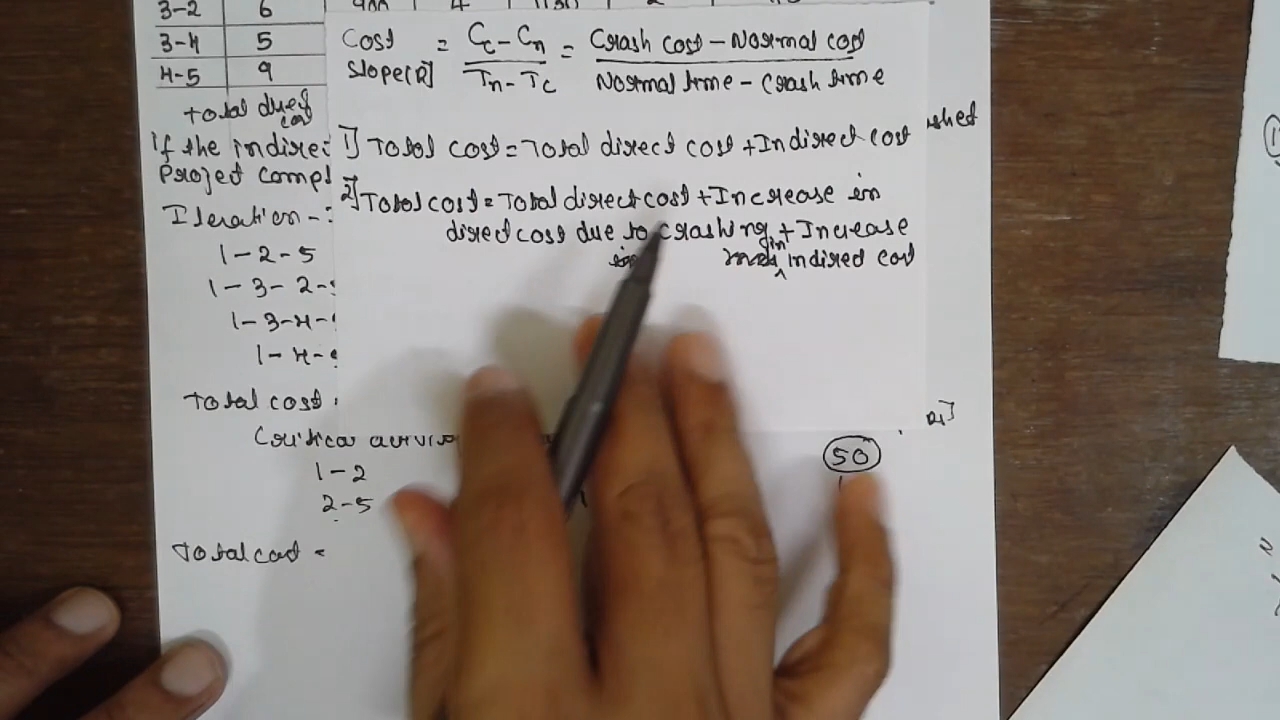 3-2 6 900 4
3-4 5
4-5 9
Cost Slope[R] = Cc - Cn / Tn - Tc = Crash cost - Normal cost / Normal time - Crash time
Total direct cost
If the indirec
shed
Project compl
1] Total cost = Total direct cost + Indirect cost
2] Total cost = Total direct cost + Increase in
direct cost due to crashing + Increase
in indirect cost
Iteration -
1-2-5
1-3-2-
1-3-4-
1-4-
Total cost
Critical activi
1-2
2-5
50
Total cost =